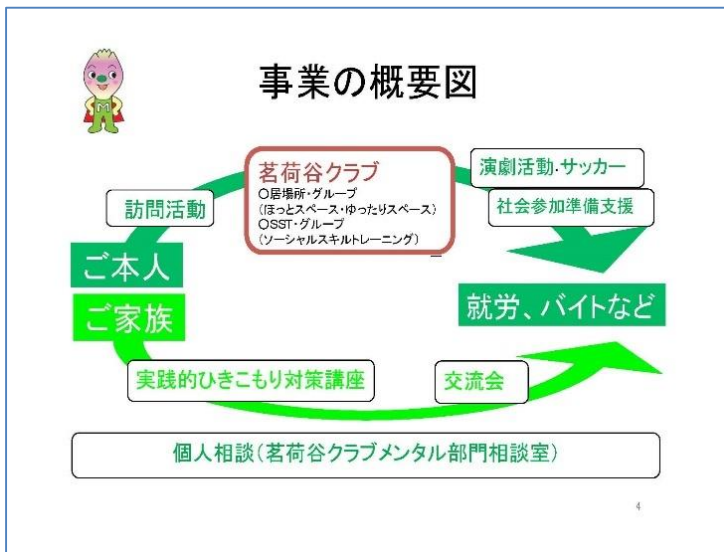 事業の概要図
M
茗荷谷クラブ
○居場所・グループ
(ほっとスペース・ゆったりスペース)
○SST・グループ
(ソーシャルスキルトレーニング)
演劇活動・サッカー
訪問活動
社会参加準備支援
ご本人
ご家族
就労、バイトなど
実践的ひきこもり対策講座
交流会
個人相談(茗荷谷クラブメンタル部門相談室)
4